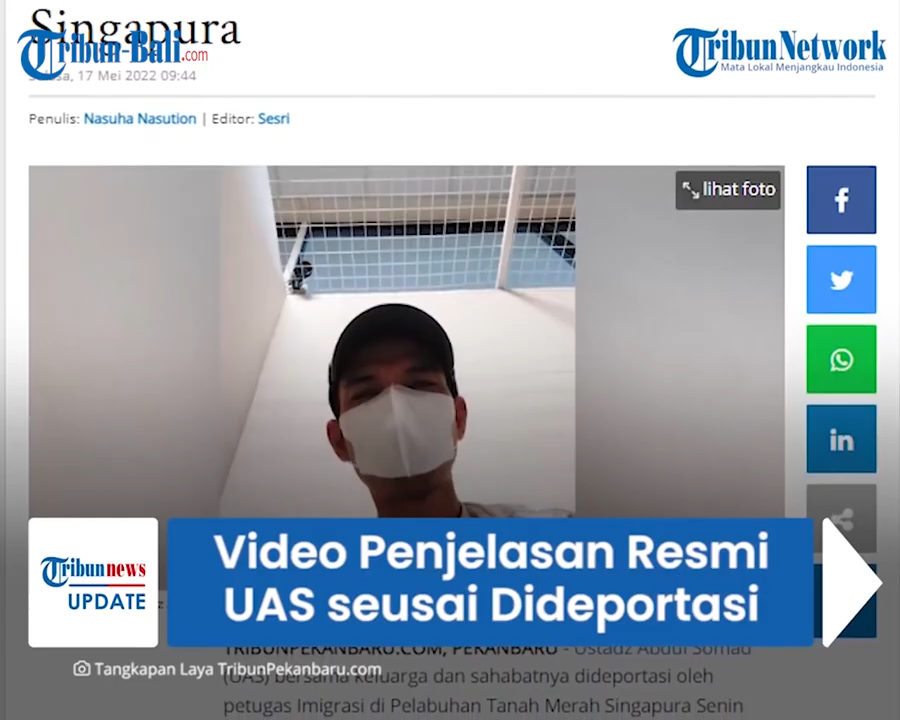 Singapura
Tribun-Bali.com
TribunNetwork
Mata Lokal Menjangkau Indonesia
Selasa, 17 Mei 2022 09:44
Penulis: Nasuha Nasution | Editor: Sesri
lihat foto
Video Penjelasan Resmi
UAS seusai Dideportasi
Tribunnews
UPDATE
TRIBUNPEKANBARU.COM, PEKANBARU - Ustadz Abdul Somad
Tangkapan Laya TribunPekanbaru.com
(UAS) bersama keluarga dan sahabatnya dideportasi oleh
petugas Imigrasi di Pelabuhan Tanah Merah Singapura Senin